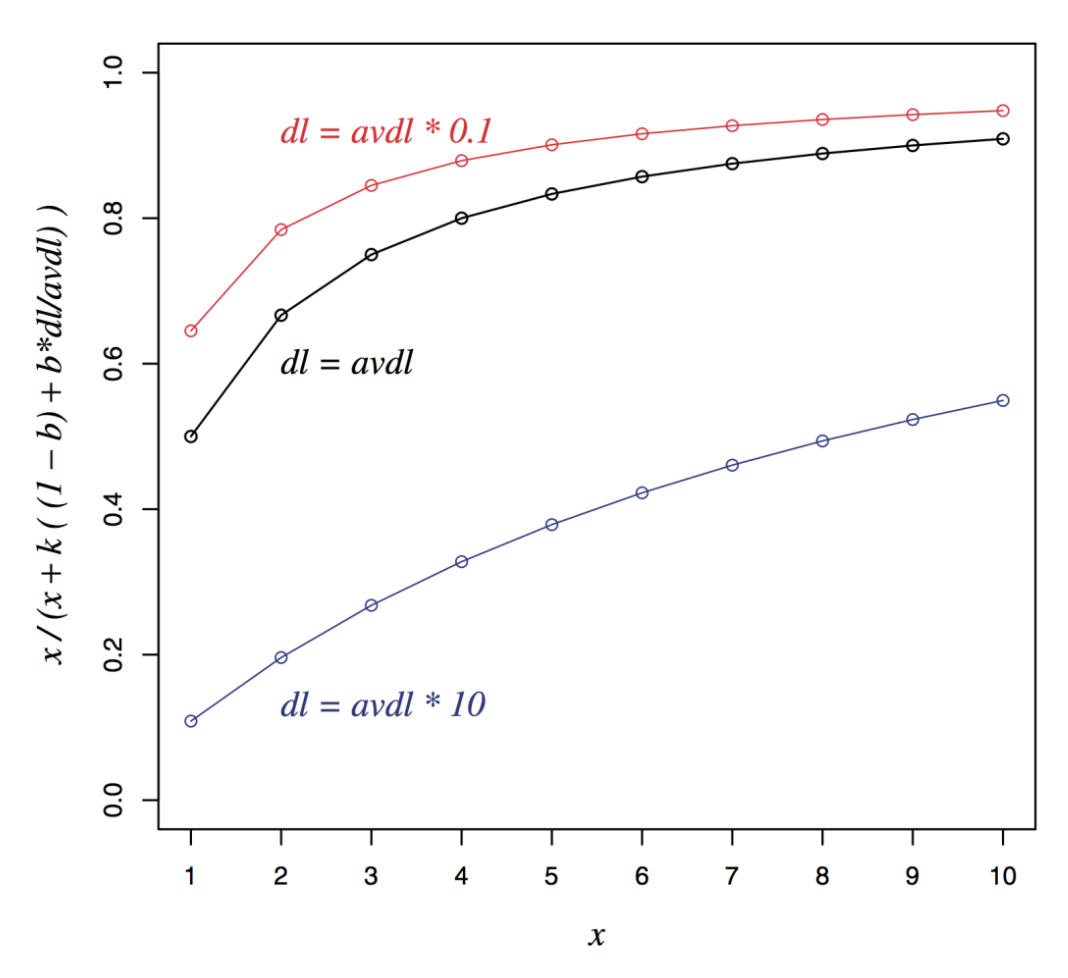 x / (x + k ( (1 − b) + b*dl/avdl) )
1.0
0.8
0.6
0.4
0.2
0.0
dl = avdl * 0.1
dl = avdl
dl = avdl * 10
1 2 3 4 5 6 7 8 9 10
x